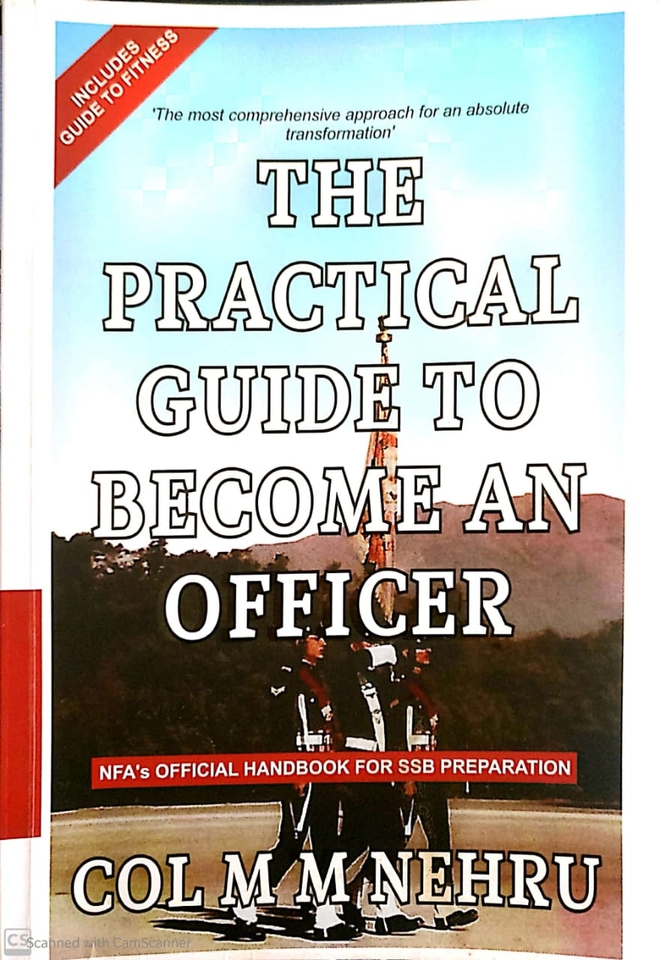 INCLUDES
GUIDE TO FITNESS
'The most comprehensive approach for an absolute
transformation'
THE
PRACTICAL
GUIDE TO
BECOME AN
OFFICER
NFA's OFFICIAL HANDBOOK FOR SSB PREPARATION
COL M M NEHRU
CS Scanned with CamScanner